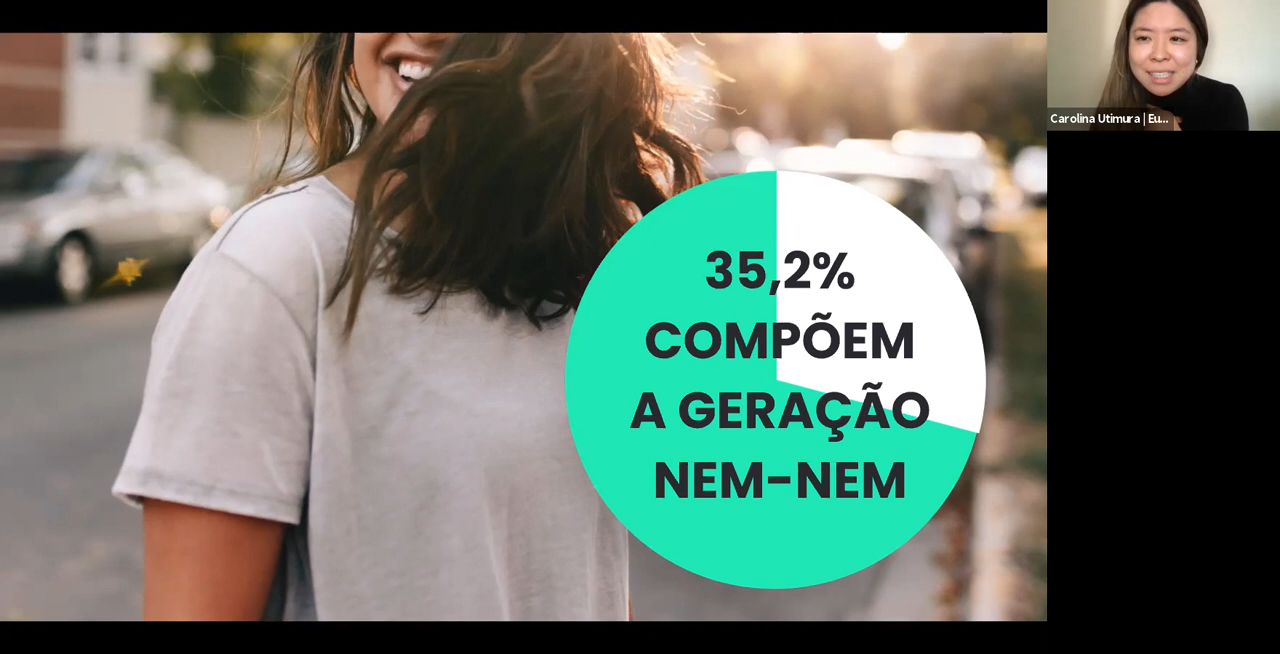 35,2%
COMPÕEM
A GERAÇÃO
NEM-NEM
Carolina Utimura | Eu...